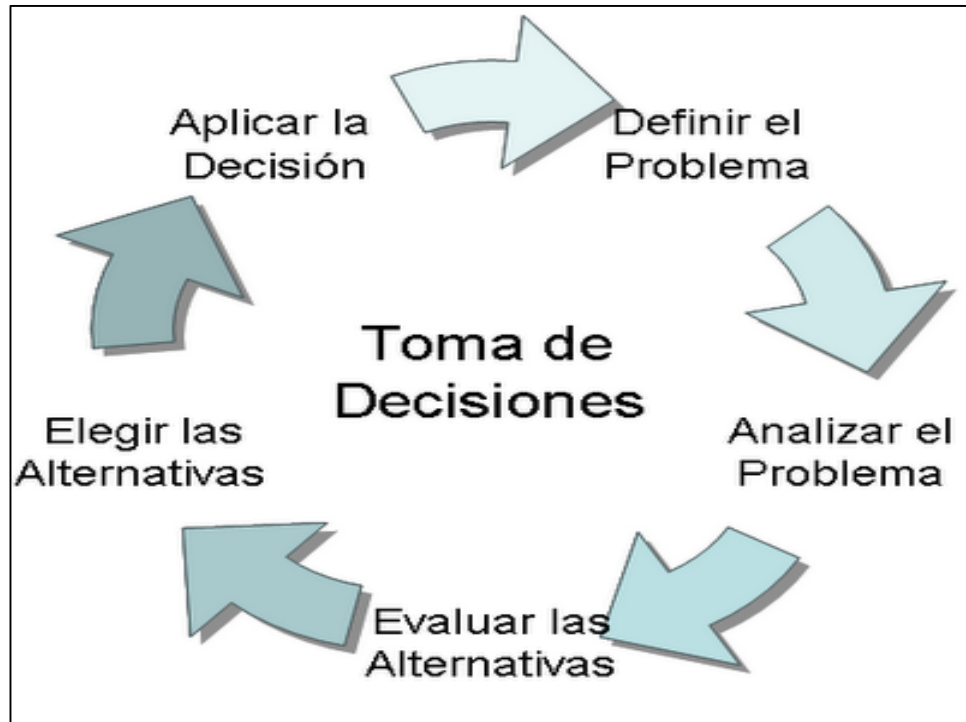 Aplicar la
Decisión
Definir el
Problema
Toma de
Decisiones
Elegir las
Alternativas
Analizar el
Problema
Evaluar las
Alternativas